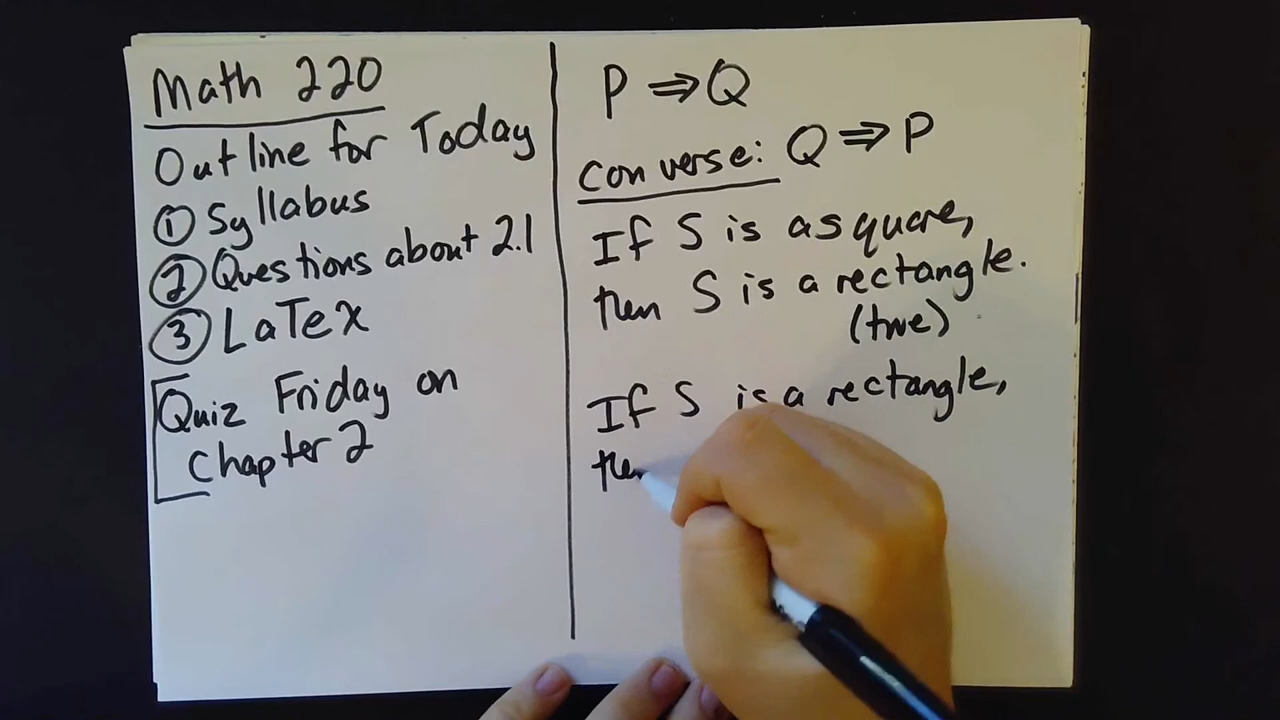 Math 220
Outline for Today
① Syllabus
② Questions about 2.1
③ LaTex
Quiz Friday on
Chapter 2
P ⇒ Q
converse: Q ⇒ P
If S is a square,
then S is a rectangle.
(true)
If S is a rectangle,
then